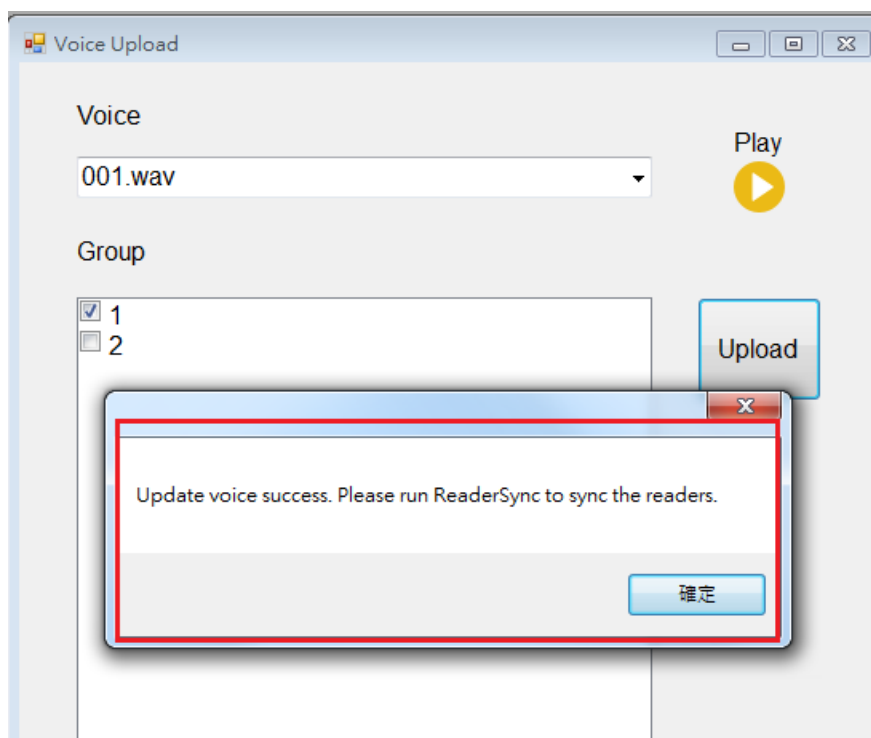 Voice Upload
Voice
Play
001.wav
Group
1
2
Upload
Update voice success. Please run ReaderSync to sync the readers.
確定